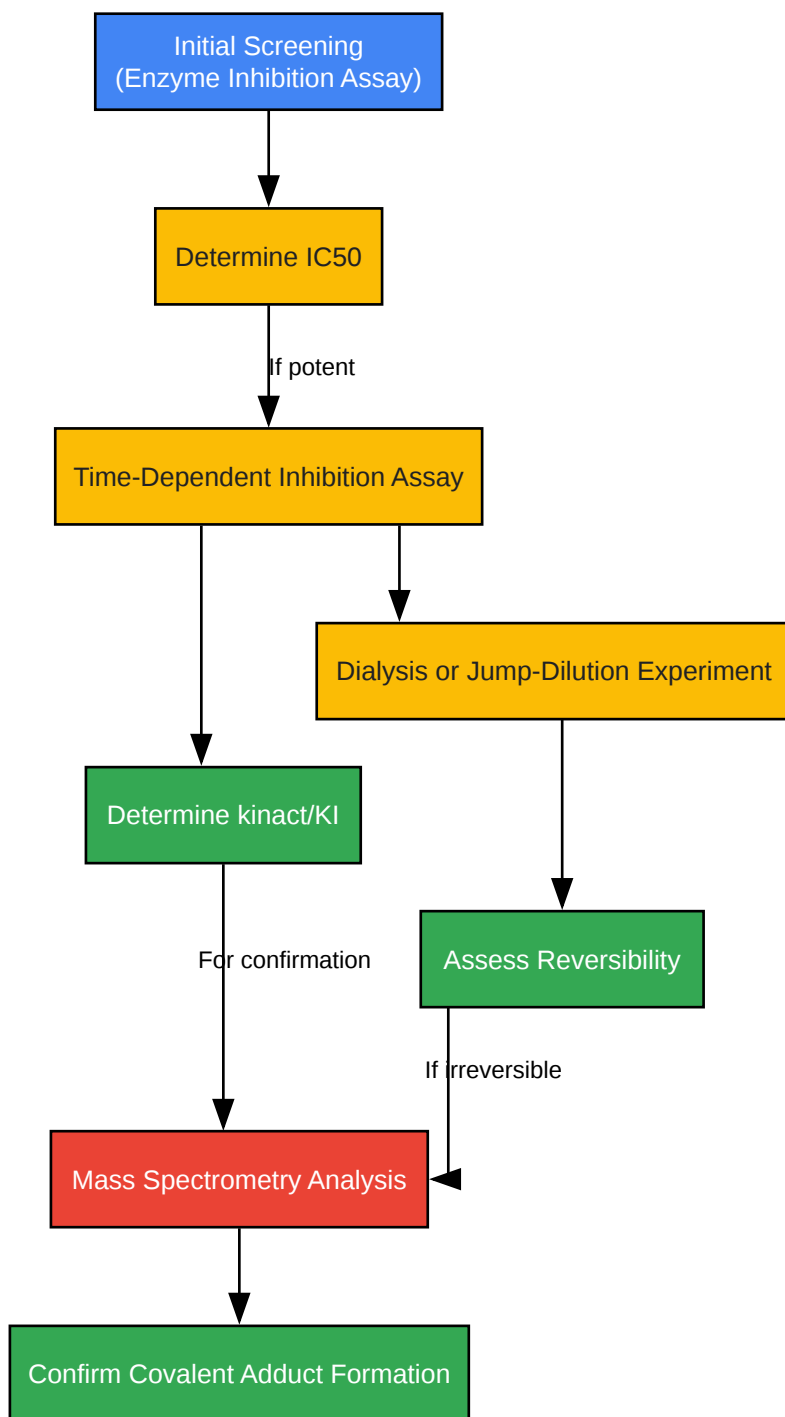 Initial Screening
(Enzyme Inhibition Assay)
Determine IC50
If potent
Time-Dependent Inhibition Assay
Dialysis or Jump-Dilution Experiment
Determine kinact/KI
For confirmation
Assess Reversibility
If irreversible
Mass Spectrometry Analysis
Confirm Covalent Adduct Formation